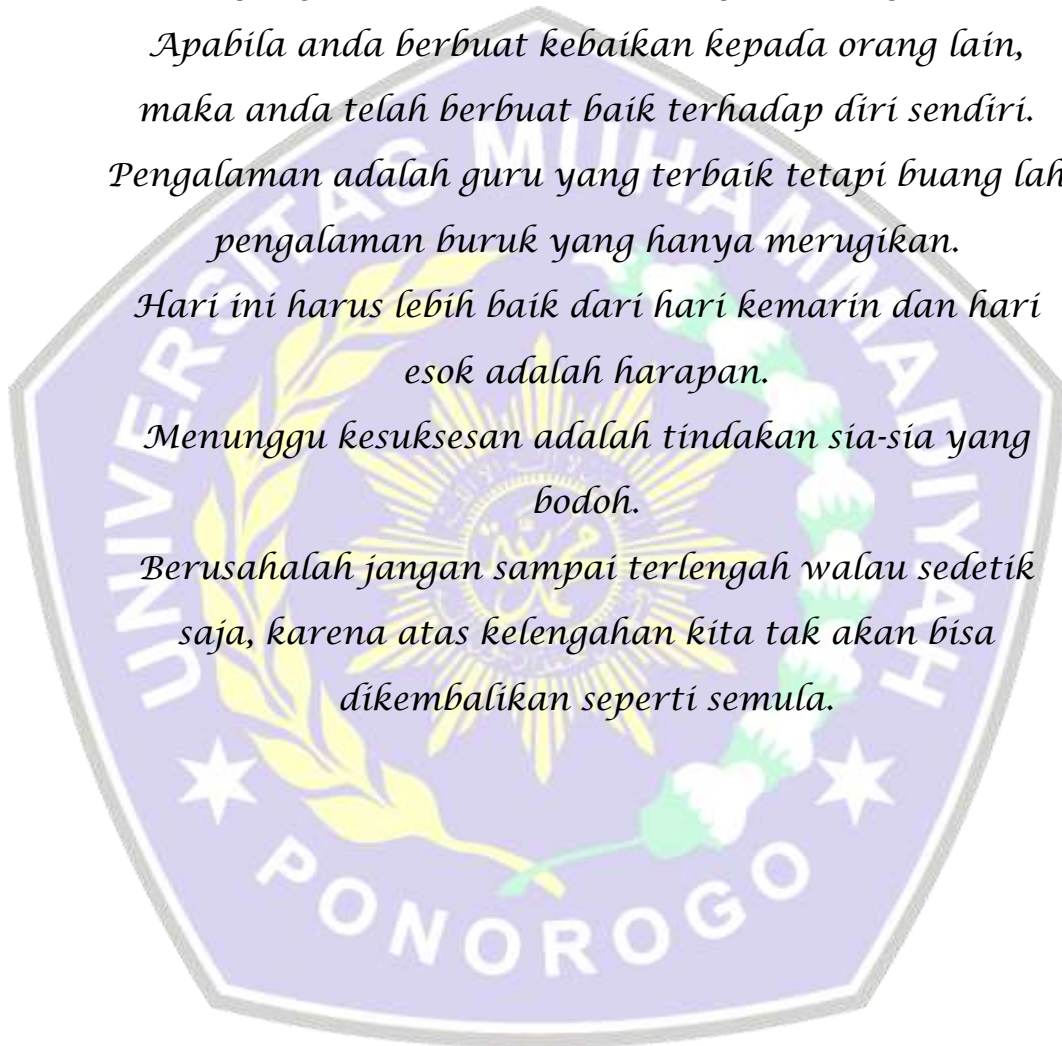 Apabila anda berbuat kebaikan kepada orang lain,
maka anda telah berbuat baik terhadap diri sendiri.
Pengalaman adalah guru yang terbaik tetapi buang lah
pengalaman buruk yang hanya merugikan.
Hari ini harus lebih baik dari hari kemarin dan hari
esok adalah harapan.
Menunggu kesuksesan adalah tindakan sia-sia yang
bodoh.
Berusahalah jangan sampai terlengah walau sedetik
saja, karena atas kelengahan kita tak akan bisa
dikembalikan seperti semula.
UNIVERSITAS MUHAMMADIYAH
PONOROGO